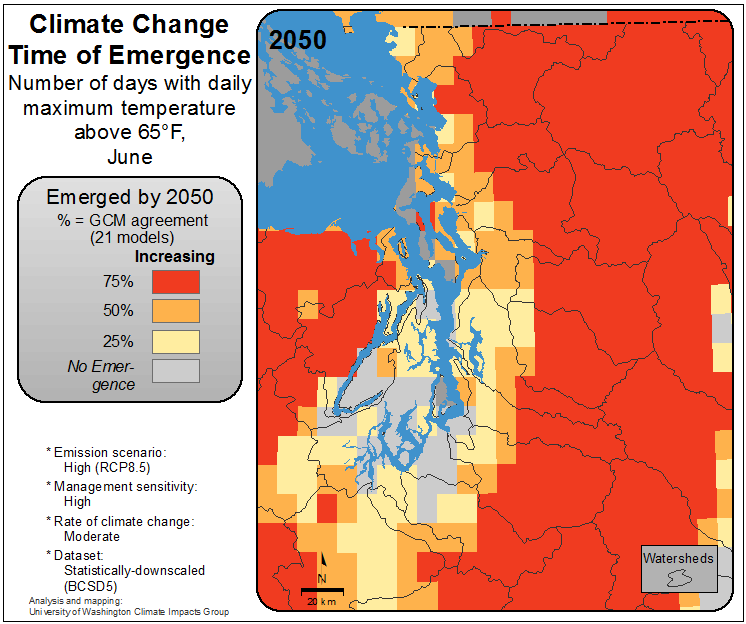 Climate Change
Time of Emergence
Number of days with daily
maximum temperature
above 65°F,
June
Emerged by 2050
% = GCM agreement
(21 models)
Increasing
75%
50%
25%
No Emer-
gence
* Emission scenario:
High (RCP8.5)
* Management sensitivity:
High
* Rate of climate change:
Moderate
* Dataset:
Statistically-downscaled
(BCSD5)
Analysis and mapping:
University of Washington Climate Impacts Group
2050
N
20 km
Watersheds